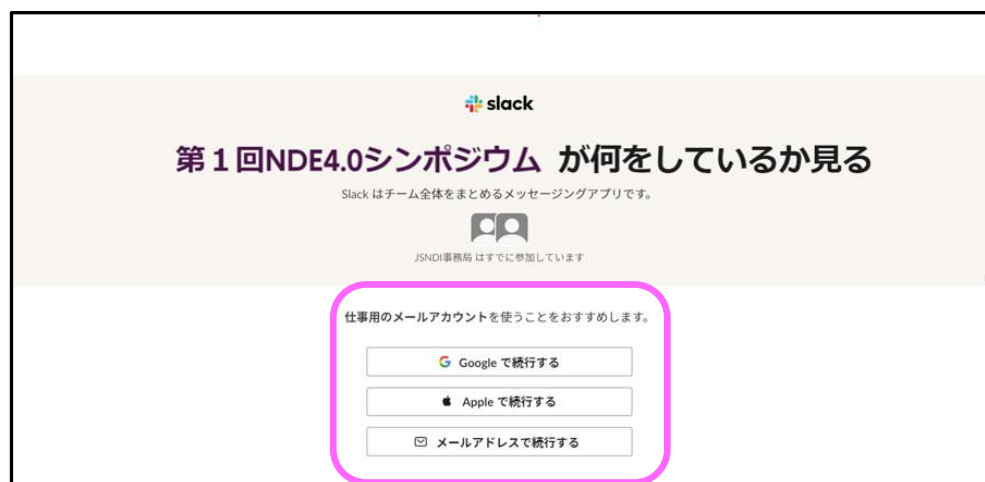 slack
第1回NDE4.0シンポジウム が何をしているか見る
Slack はチーム全体をまとめるメッセージングアプリです。
JSNDI事務局 はすでに参加しています
仕事用のメールアカウントを使うことをおすすめします。
Google で続行する
Apple で続行する
メールアドレスで続行する